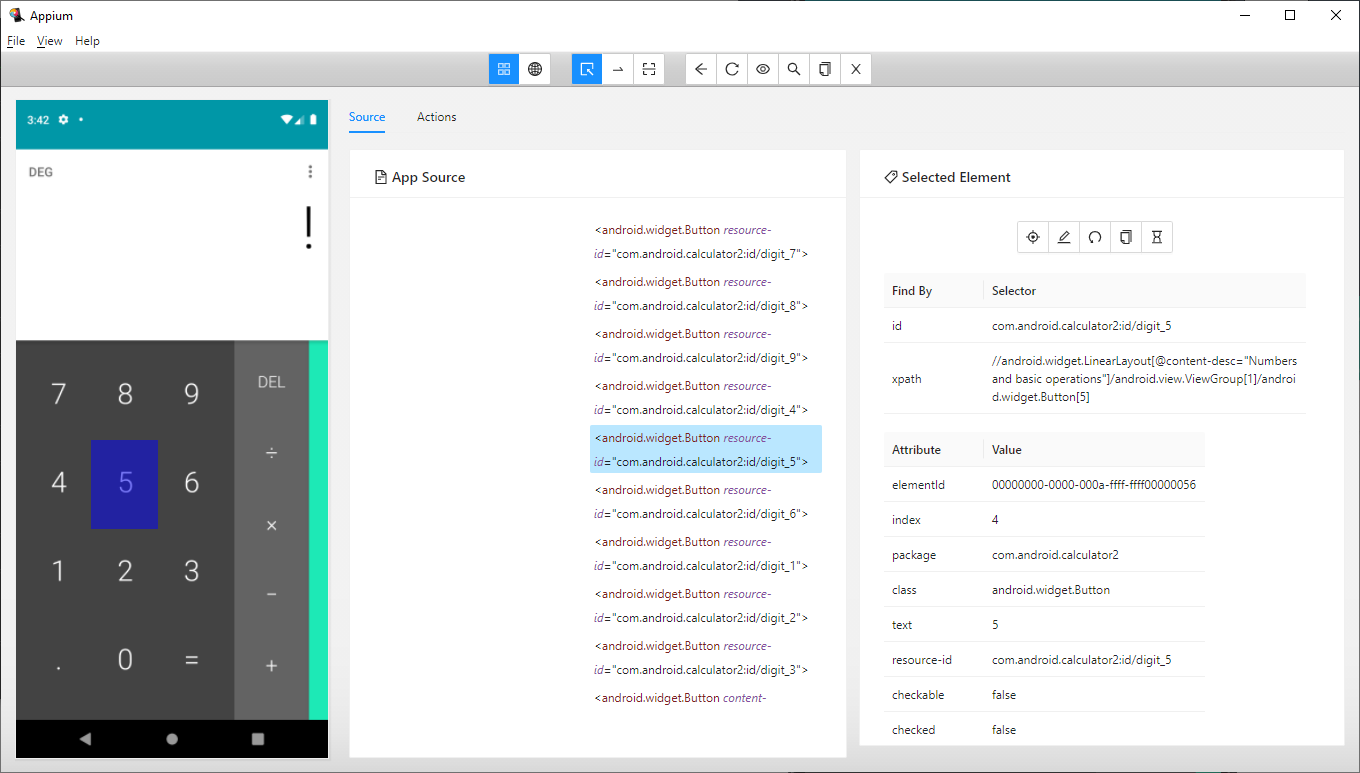 Appium
File View Help
3:42
DEG
!
7 8 9 DEL
÷
4 5 6
×
1 2 3
−
. 0 = +
Source Actions
App Source
<android.widget.Button resource-
id="com.android.calculator2:id/digit_7">
<android.widget.Button resource-
id="com.android.calculator2:id/digit_8">
<android.widget.Button resource-
id="com.android.calculator2:id/digit_9">
<android.widget.Button resource-
id="com.android.calculator2:id/digit_4">
<android.widget.Button resource-
id="com.android.calculator2:id/digit_5">
<android.widget.Button resource-
id="com.android.calculator2:id/digit_6">
<android.widget.Button resource-
id="com.android.calculator2:id/digit_1">
<android.widget.Button resource-
id="com.android.calculator2:id/digit_2">
<android.widget.Button resource-
id="com.android.calculator2:id/digit_3">
<android.widget.Button content-
Selected Element
Find By Selector
id com.android.calculator2:id/digit_5
xpath //android.widget.LinearLayout[@content-desc="Numbers
and basic operations"]/android.view.ViewGroup[1]/androi
d.widget.Button[5]
Attribute Value
elementId 00000000-0000-000a-ffff-ffff00000056
index 4
package com.android.calculator2
class android.widget.Button
text 5
resource-id com.android.calculator2:id/digit_5
checkable false
checked false